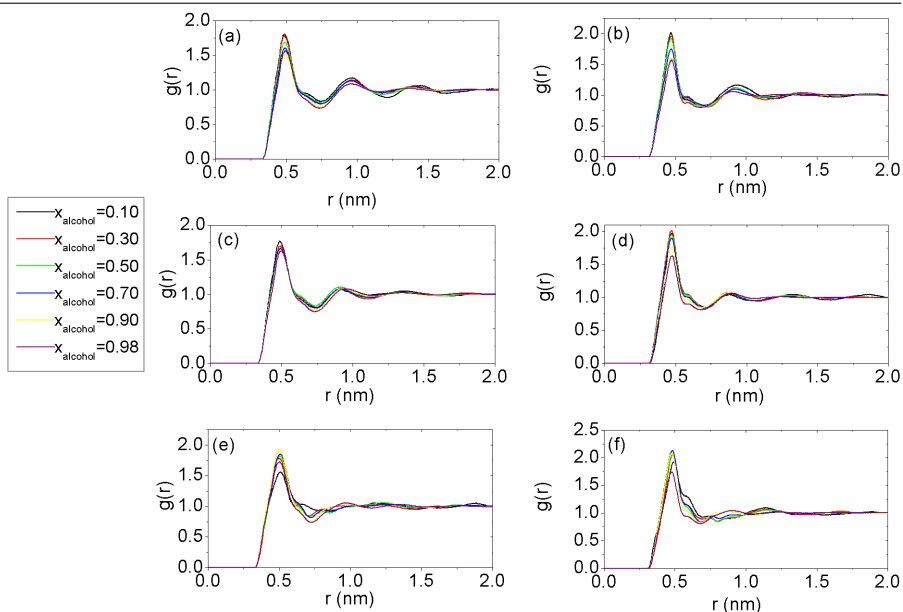 (a)
2.0
1.5
1.0
0.5
0.0
g(r)
0.0 0.5 1.0 1.5 2.0
r (nm)
(b)
2.0
1.5
1.0
0.5
0.0
g(r)
0.0 0.5 1.0 1.5 2.0
r (nm)
x alcohol =0.10
x alcohol =0.30
x alcohol =0.50
x alcohol =0.70
x alcohol =0.90
x alcohol =0.98
(c)
2.0
1.5
1.0
0.5
0.0
g(r)
0.0 0.5 1.0 1.5 2.0
r (nm)
(d)
2.0
1.5
1.0
0.5
0.0
g(r)
0.0 0.5 1.0 1.5 2.0
r (nm)
(e)
2.0
1.5
1.0
0.5
0.0
g(r)
0.0 0.5 1.0 1.5 2.0
r (nm)
(f)
2.5
2.0
1.5
1.0
0.5
0.0
g(r)
0.0 0.5 1.0 1.5 2.0
r (nm)